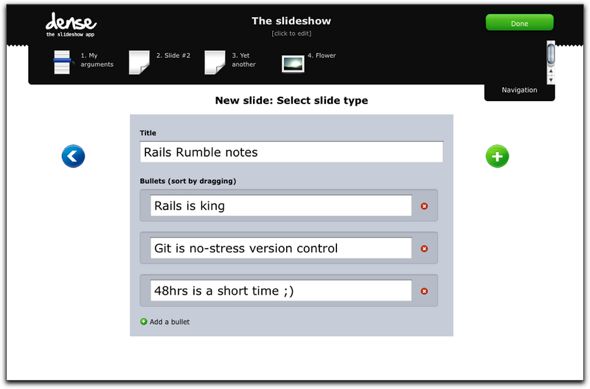 dense
the slideshow app
The slideshow
[click to edit]
Done
1. My
arguments
2. Slide #2
3. Yet
another
4. Flower
Navigation
New slide: Select slide type
Title
Rails Rumble notes
Bullets (sort by dragging)
Rails is king
Git is no-stress version control
48hrs is a short time ;)
Add a bullet